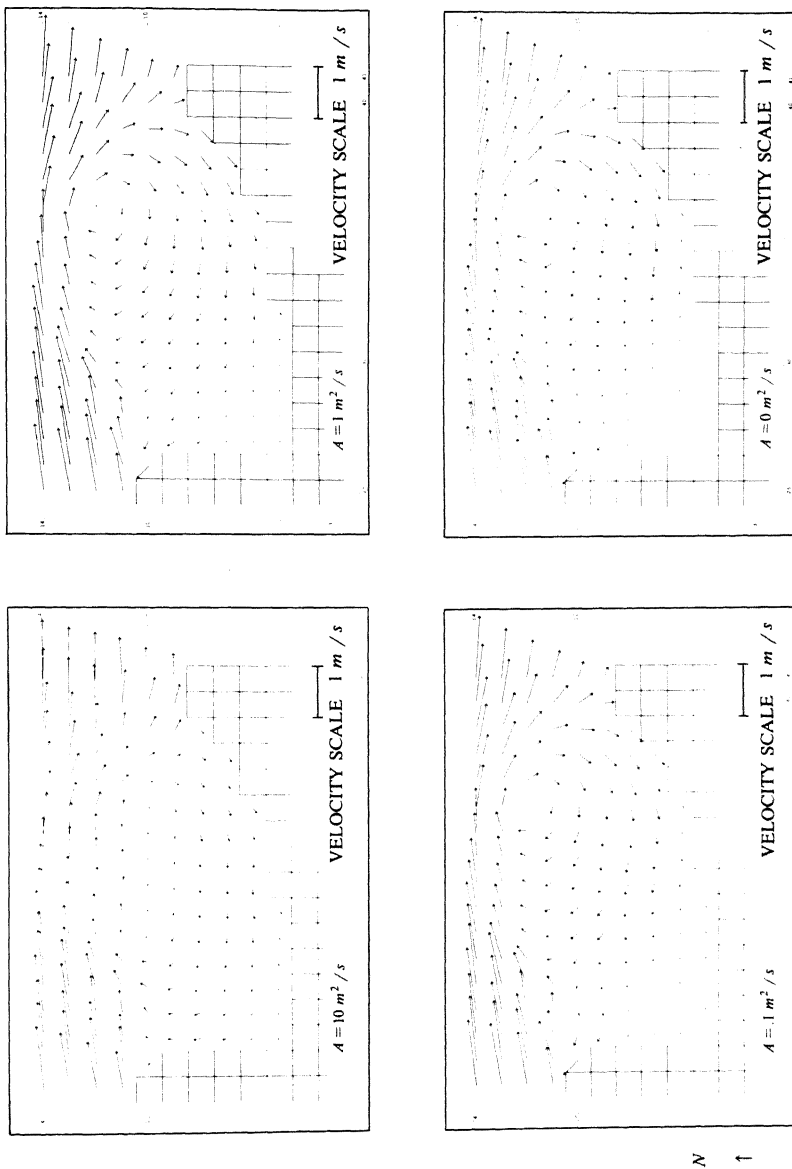 A = 10 m² / s
VELOCITY SCALE 1 m / s
A = 1 m² / s
VELOCITY SCALE 1 m / s
A = .1 m² / s
VELOCITY SCALE 1 m / s
A = 0 m² / s
VELOCITY SCALE 1 m / s
N